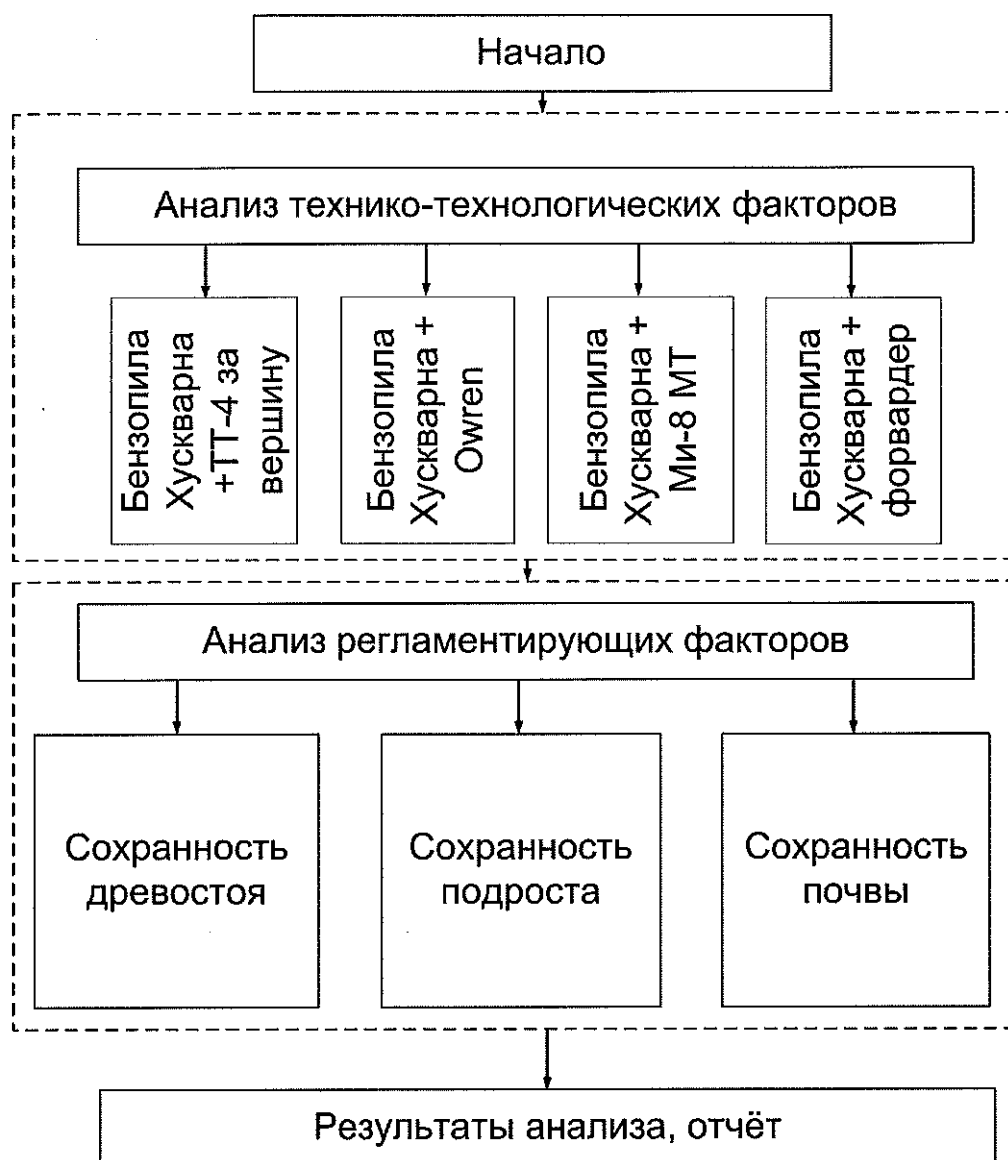 Начало
Анализ технико-технологических факторов
Бензопила
Хускварна
+ТТ-4 за
вершину
Бензопила
Хускварна +
Owren
Бензопила
Хускварна +
Ми-8 МТ
Бензопила
Хускварна +
форвардер
Анализ регламентирующих факторов
Сохранность
древостоя
Сохранность
подроста
Сохранность
почвы
Результаты анализа, отчёт